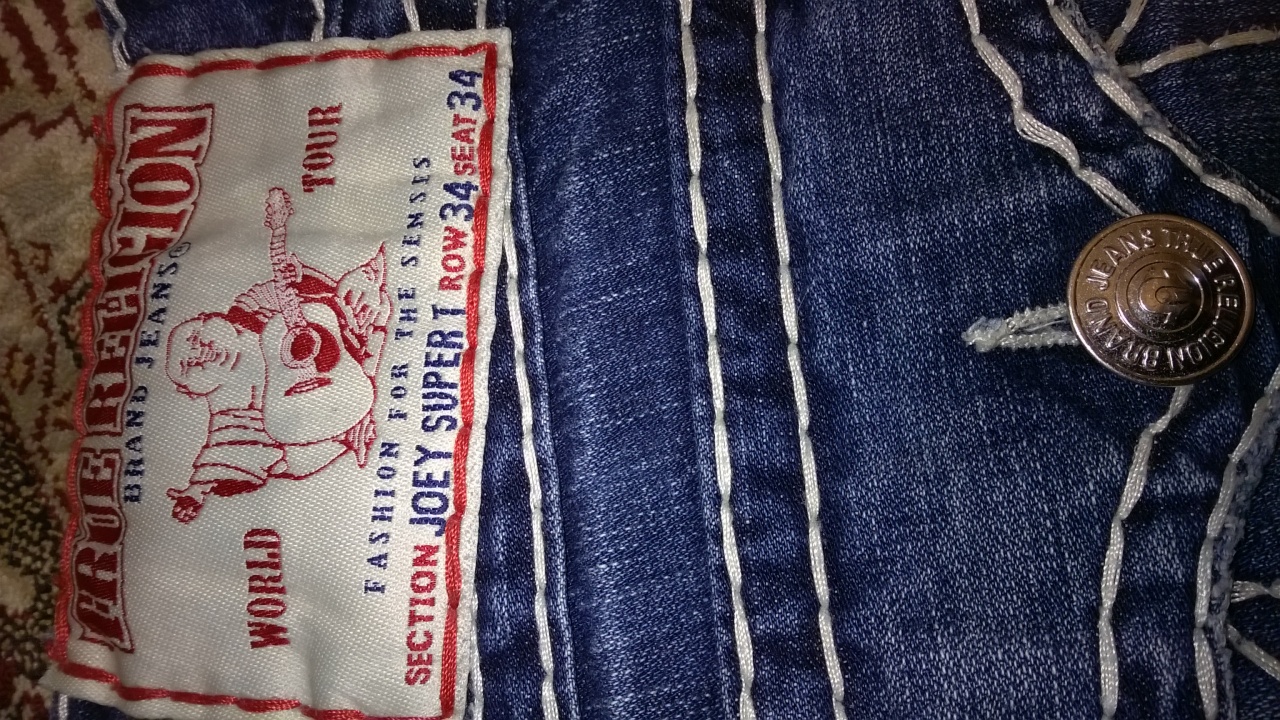 TRUE RELIGION
BRAND JEANS®
WORLD TOUR
FASHION FOR THE SENSES
SECTION JOEY SUPERT ROW 34 SEAT 34
TRUE RELIGION BRAND JEANS